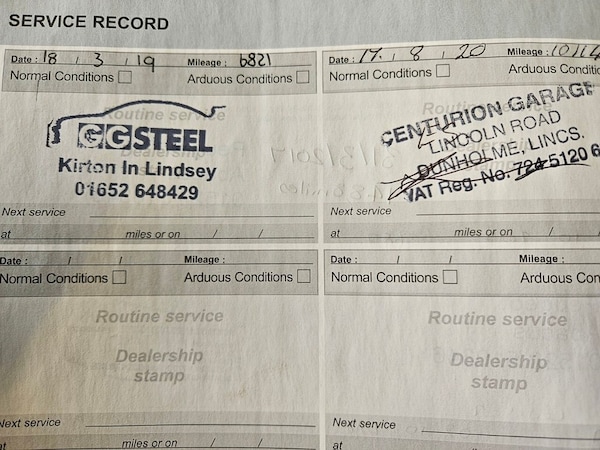 SERVICE RECORD
Date : 18 / 3 / 19 Mileage : 6821
Normal Conditions Arduous Conditions
Routine service
GGSTEEL
Kirton In Lindsey
01652 648429
Next service
at miles or on / /
Date : 17. / 8 / 20 Mileage :
Normal Conditions Arduous Conditio
Routine service
CENTURION GARAGE
LINCOLN ROAD
DUNHOLME, LINCS.
VAT Reg. No. 724 5120 6
Next service
at miles or on / /
Date : / / Mileage :
Normal Conditions Arduous Conditions
Routine service
Dealership
stamp
Next service
at miles or on / /
Date : / / Mileage :
Normal Conditions Arduous Con
Routine service
Dealership
stamp
Next service
at